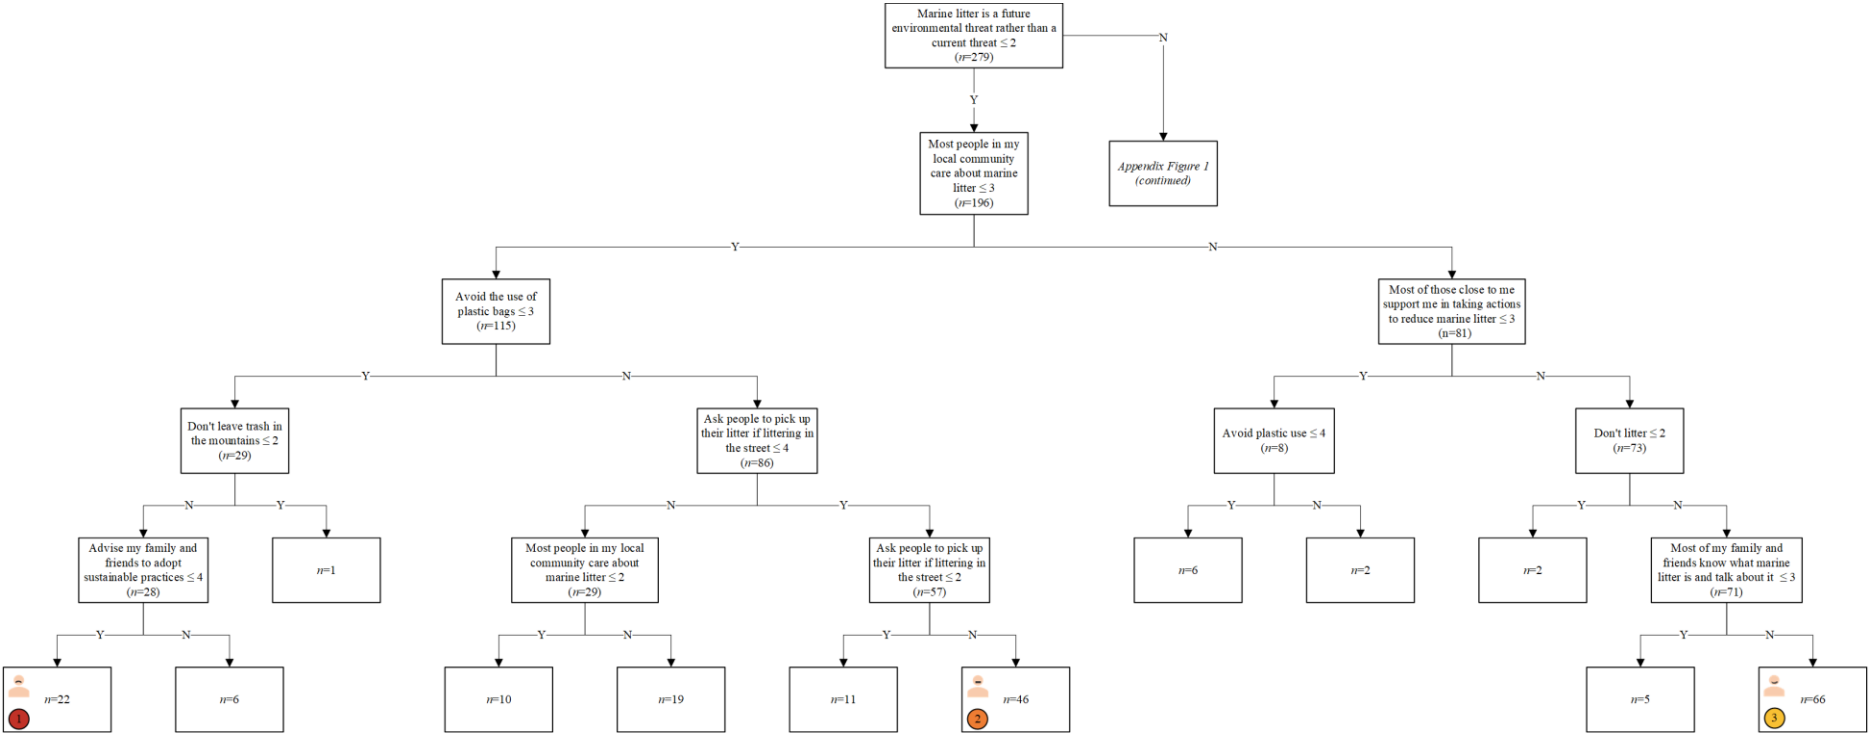 Marine litter is a future
environmental threat rather than a
current threat ≤ 2
(n=279)
N
Y
Most people in my
local community
care about marine
litter ≤ 3
(n=196)
Appendix Figure 1
(continued)
Y
N
Avoid the use of
plastic bags ≤ 3
(n=115)
Most of those close to me
support me in taking actions
to reduce marine litter ≤ 3
(n=81)
Y
N
Y
N
Don't leave trash in
the mountains ≤ 2
(n=29)
Ask people to pick up
their litter if littering in
the street ≤ 4
(n=86)
Avoid plastic use ≤ 4
(n=8)
Don't litter ≤ 2
(n=73)
N
Y
N
Y
Y
N
Y
N
Advise my family and
friends to adopt
sustainable practices ≤ 4
(n=28)
n=1
Most people in my local
community care about
marine litter ≤ 2
(n=29)
Ask people to pick up
their litter if littering in
the street ≤ 2
(n=57)
n=6
n=2
n=2
Most of my family and
friends know what marine
litter is and talk about it ≤ 3
(n=71)
Y
N
Y
N
Y
N
Y
N
n=22
1
n=6
n=10
n=19
n=11
n=46
2
n=5
n=66
3